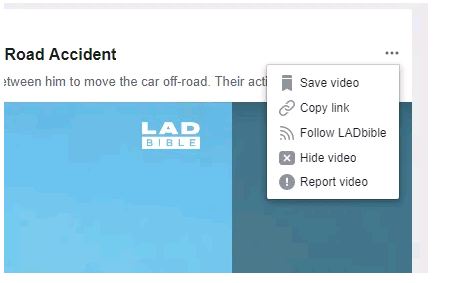 Road Accident
etween him to move the car off-road. Their acti
Save video
Copy link
Follow LADbible
Hide video
Report video
LAD
BIBLE